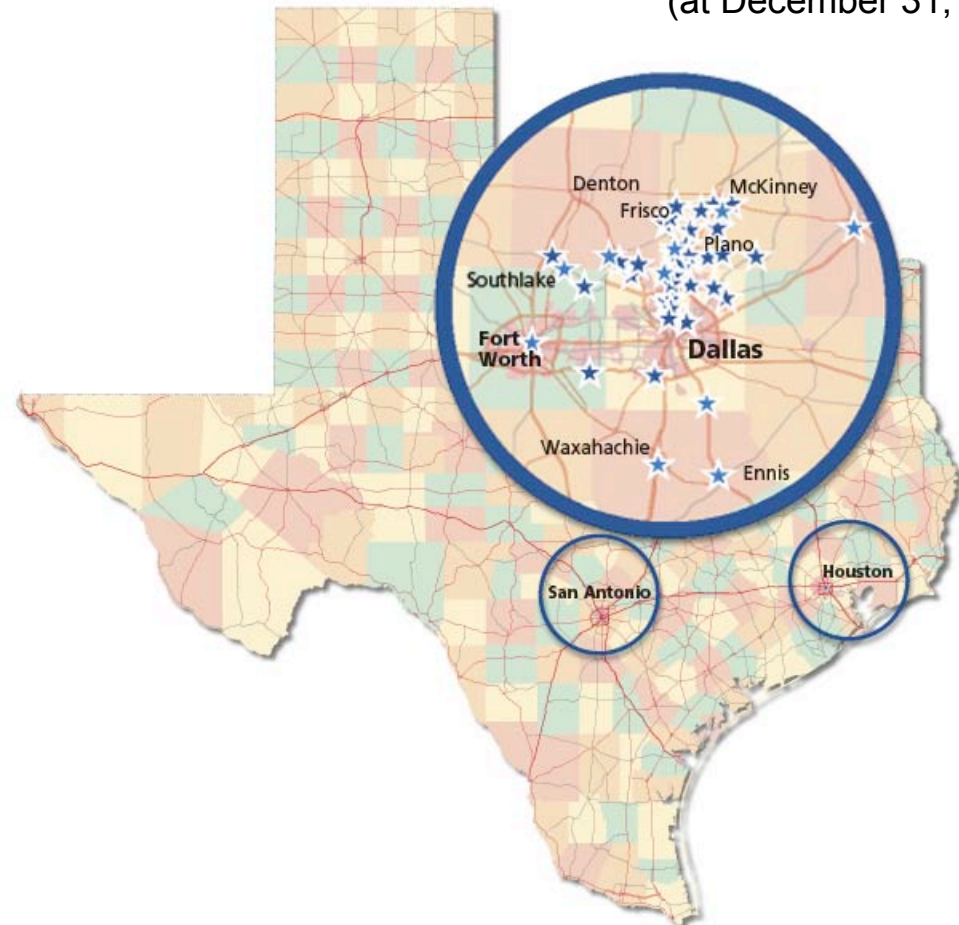 (at December 31,
Denton
McKinney
Frisco
Plano
Southlake
Fort
Worth
Dallas
Waxahachie
Ennis
San Antonio
Houston